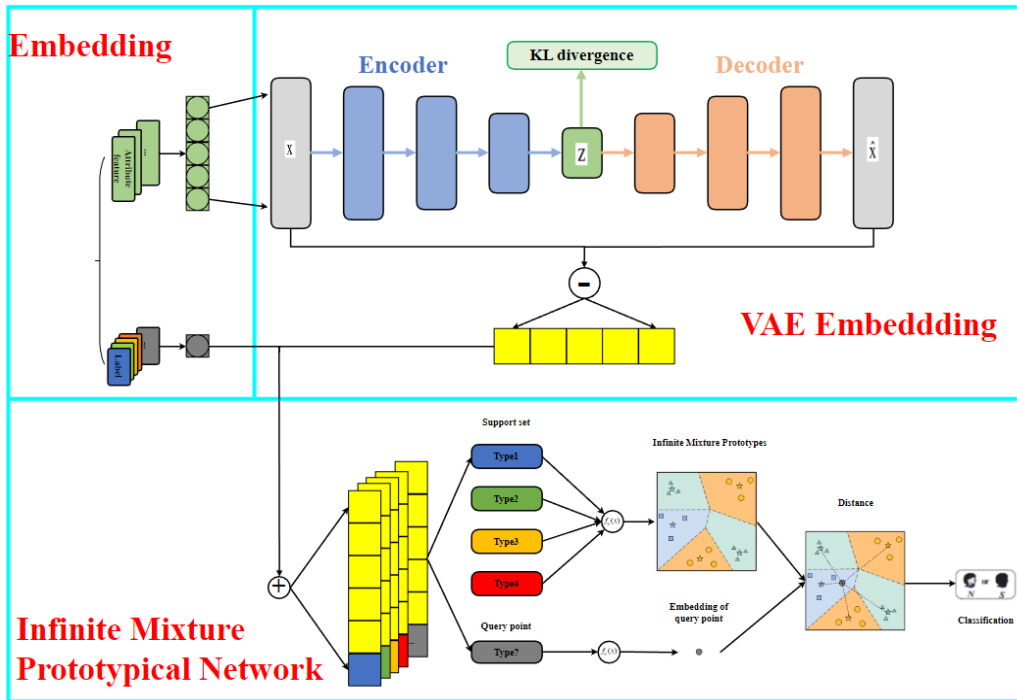 Embedding
Attribute
feature
...
Label
...
Encoder
KL divergence
Decoder
X
Z
X̂
-
VAE Embeddding
Support set
Type1
Type2
Type3
Type4
Infinite Mixture Prototypes
Distance
+
Query point
Type?
Embedding of
query point
N or S
Classification
Infinite Mixture
Prototypical Network